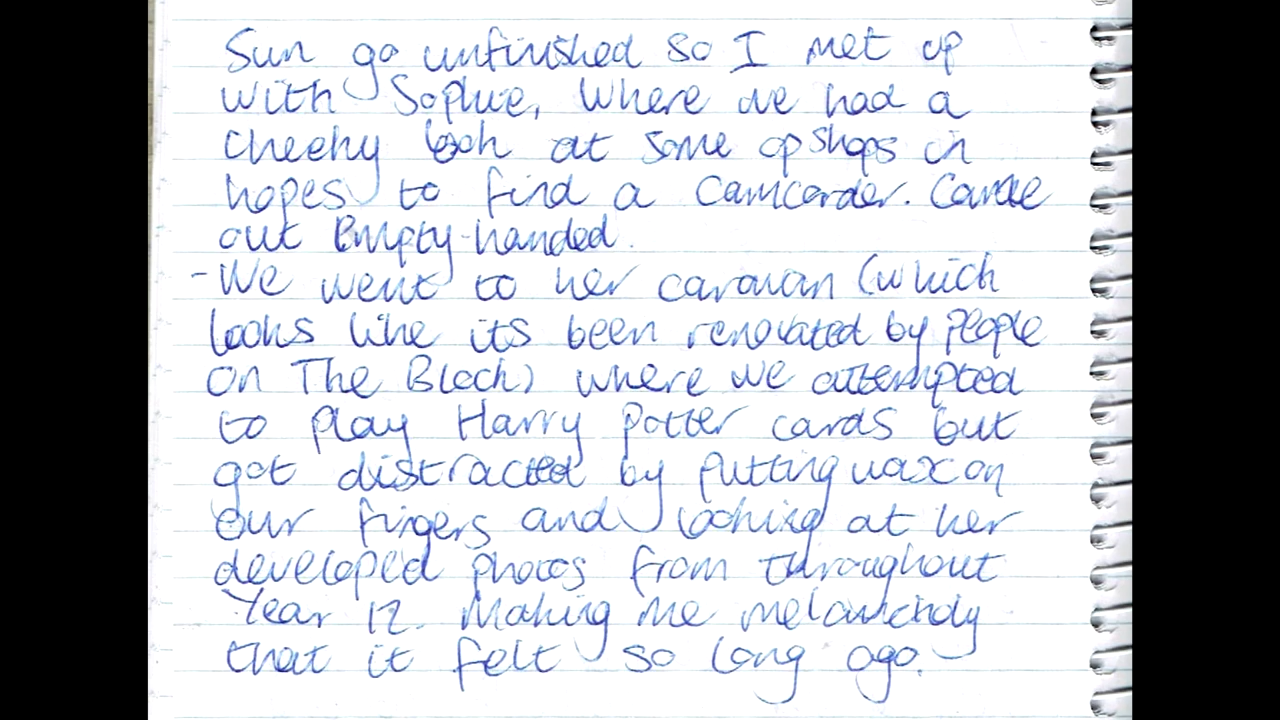 Sun go unfinished so I met up
with Sophie, Where we had a
Cheeky look at some opshops in
hopes to find a Camcorder. Came
out Empty-handed.
-We went to her caravan (which
looks like its been renovated by people
on The Block) where we attempted
to play Harry Potter cards but
got distracted by putting wax on
our fingers and looking at her
developed photos from throughout
Year 12. Making me melancholy
that it felt so long ago.